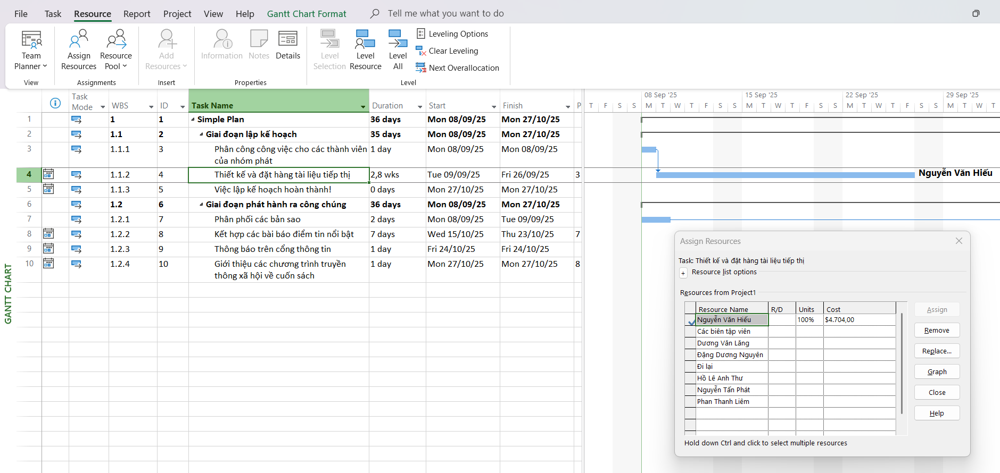 File Task Resource Report Project View Help Gantt Chart Format Tell me what you want to do
Team Planner
View
Assign Resources
Resource Pool
Assignments
Add Resources
Insert
Information
Notes
Details
Properties
Level Selection
Level Resource
Level All
Leveling Options
Clear Leveling
Next Overallocation
Level
Task Mode WBS ID Task Name Duration Start Finish P
1 1 1 Simple Plan 36 days Mon 08/09/25 Mon 27/10/25
2 1.1 2 Giai đoạn lập kế hoạch 35 days Mon 08/09/25 Mon 27/10/25
3 1.1.1 3 Phân công công việc cho các thành viên 1 day Mon 08/09/25 Mon 08/09/25
của nhóm phát
4 1.1.2 4 Thiết kế và đặt hàng tài liệu tiếp thị 2,8 wks Tue 09/09/25 Fri 26/09/25 3
5 1.1.3 5 Việc lập kế hoạch hoàn thành! 0 days Mon 27/10/25 Mon 27/10/25
6 1.2 6 Giai đoạn phát hành ra công chúng 36 days Mon 08/09/25 Mon 27/10/25
7 1.2.1 7 Phân phối các bản sao 2 days Mon 08/09/25 Tue 09/09/25
8 1.2.2 8 Kết hợp các bài báo điểm tin nổi bật 7 days Wed 15/10/25 Thu 23/10/25 7
9 1.2.3 9 Thông báo trên cổng thông tin 1 day Fri 24/10/25 Fri 24/10/25
10 1.2.4 10 Giới thiệu các chương trình truyền 1 day Mon 27/10/25 Mon 27/10/25 8
thông xã hội về cuốn sách
GANTT CHART
08 Sep '25 15 Sep '25 22 Sep '25 29 Sep '25
T F S S M T W T F S S M T W T F S S M T W T F S S M T W T
Nguyễn Văn Hiếu
Assign Resources
Task: Thiết kế và đặt hàng tài liệu tiếp thị
+ Resource list options
Resources from Project1
Resource Name R/D Units Cost
Nguyễn Văn Hiếu 100% $4.704,00
Các biên tập viên
Dương Văn Lăng
Đặng Dương Nguyên
Đi lại
Hồ Lê Anh Thư
Nguyễn Tấn Phát
Phan Thanh Liêm
Assign
Remove
Replace...
Graph
Close
Help
Hold down Ctrl and click to select multiple resources